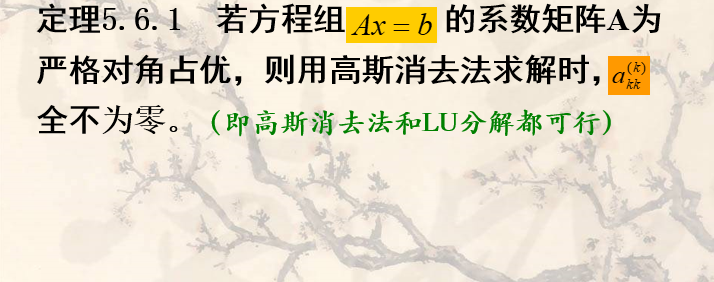 定理5.6.1 若方程组 Ax = b 的系数矩阵A为
严格对角占优，则用高斯消去法求解时，a_{kk}^{(k)}
全不为零。（即高斯消去法和LU分解都可行）